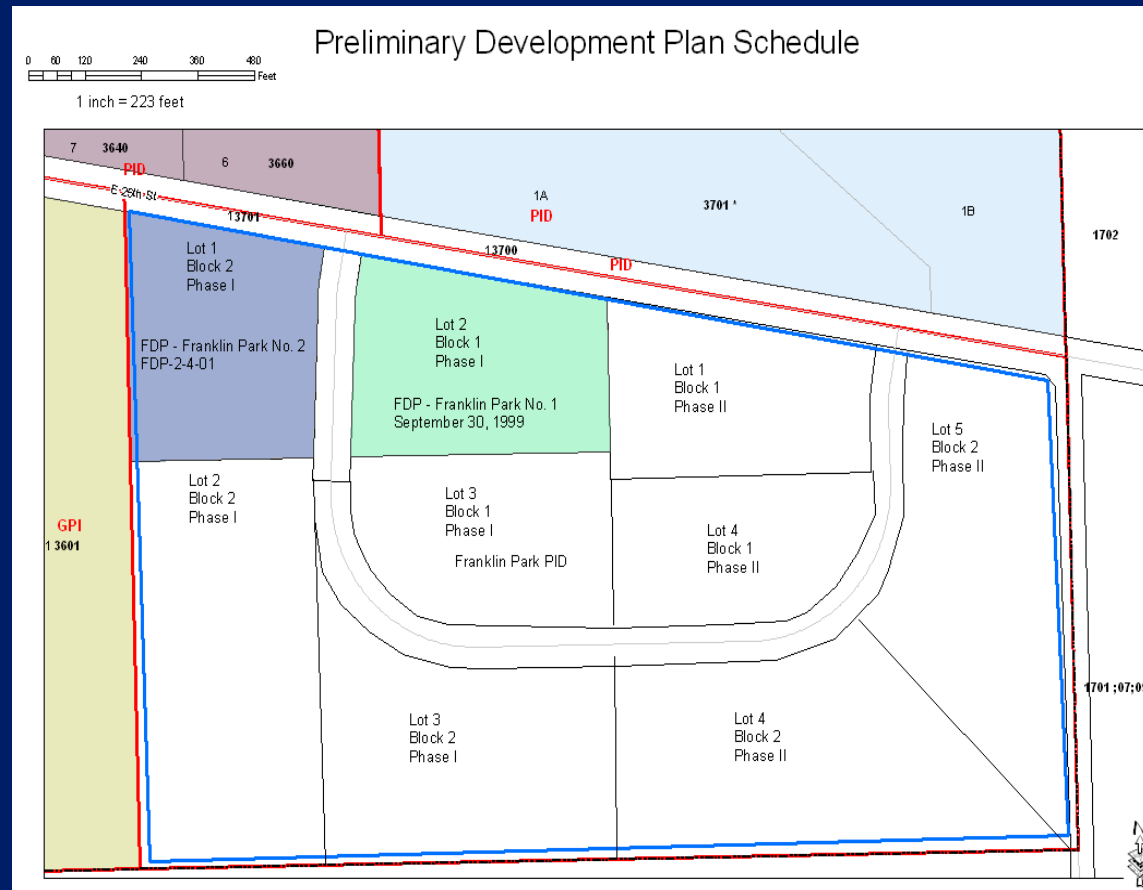 Preliminary Development Plan Schedule
0 60 120 240 360 480
Feet
1 inch = 223 feet
7 3640
PID
6 3660
1A
PID
3701 *
1B
1702
E 25th St
13701
13700
PID
Lot 1
Block 2
Phase I
FDP - Franklin Park No. 2
FDP-2-4-01
Lot 2
Block 1
Phase I
FDP - Franklin Park No. 1
September 30, 1999
Lot 1
Block 1
Phase II
Lot 5
Block 2
Phase II
Lot 2
Block 2
Phase I
Lot 3
Block 1
Phase I
Franklin Park PID
Lot 4
Block 1
Phase II
GPI
1 3601
Lot 3
Block 2
Phase I
Lot 4
Block 2
Phase II
1701 ;07;09